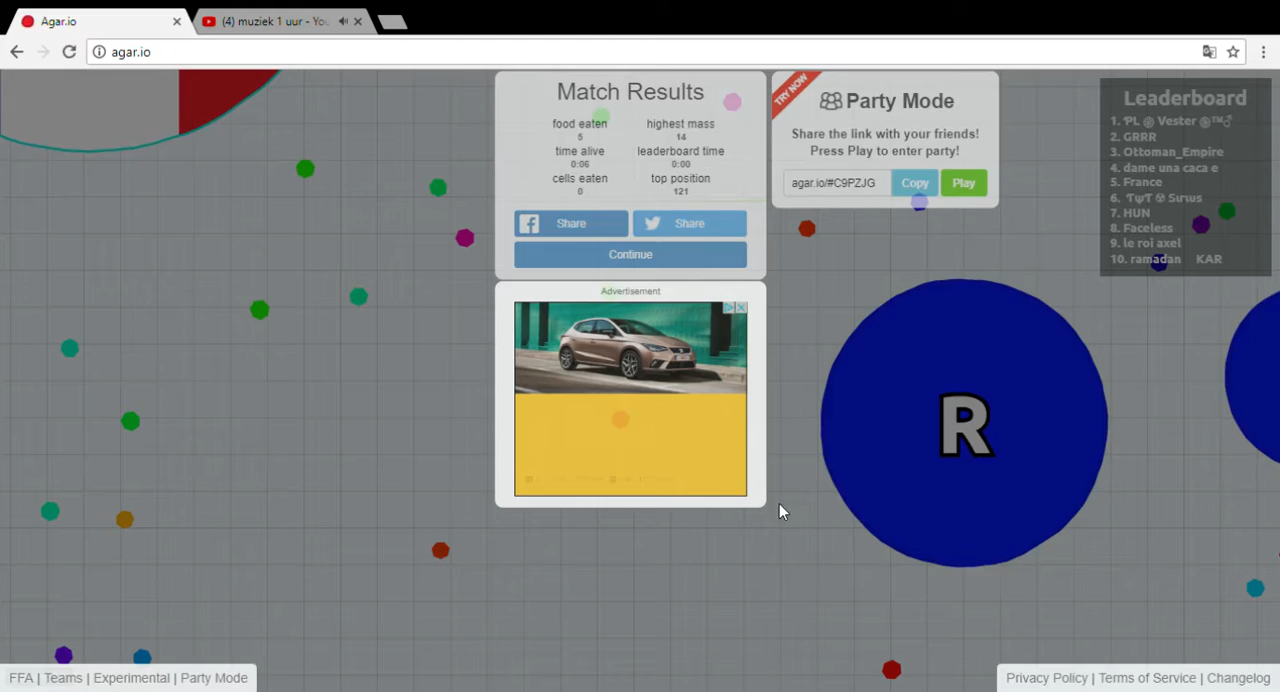 Agar.io
(4) muziek 1 uur - You
agar.io
Match Results
food eaten
5
highest mass
14
time alive
0:06
leaderboard time
0:00
cells eaten
0
top position
121
Share
Share
Continue
Advertisement
TRY NOW
Party Mode
Share the link with your friends!
Press Play to enter party!
agar.io/#C9PZJG
Copy
Play
Leaderboard
2. GRRR
3. Ottoman_Empire
4. dame una caca e
5. France
7. HUN
8. Faceless
9. le roi axel
10. ramadan KAR
R
FFA | Teams | Experimental | Party Mode
Privacy Policy | Terms of Service | Changelog